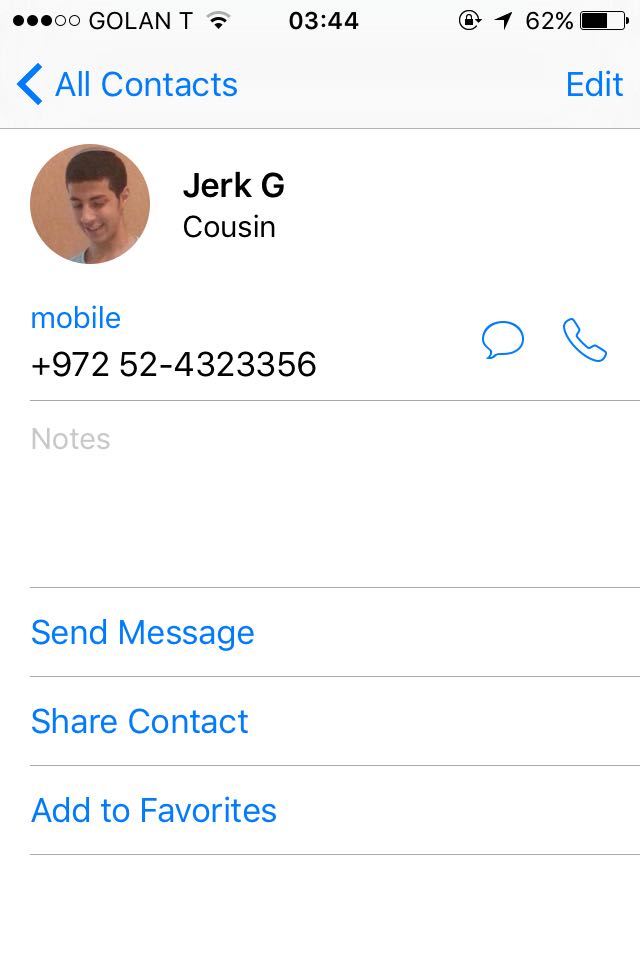 GOLAN T 03:44 62%
All Contacts Edit
Jerk G
Cousin
mobile
+972 52-4323356
Notes
Send Message
Share Contact
Add to Favorites